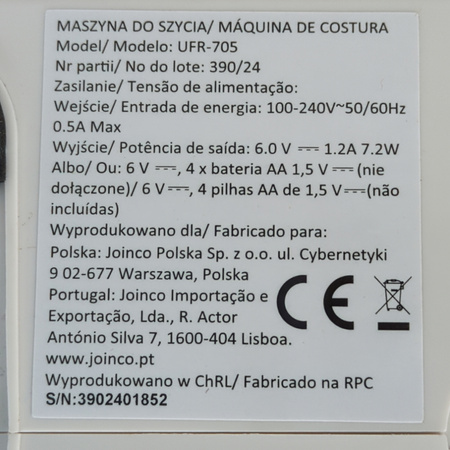 MASZYNA DO SZYCIA/ MÁQUINA DE COSTURA
Model/ Modelo: UFR-705
Nr partii/ No do lote: 390/24
Zasilanie/ Tensão de alimentação:
Wejście/ Entrada de energia: 100-240V~50/60Hz
0.5A Max
Wyjście/ Potência de saída: 6.0 V ⎓ 1.2A 7.2W
Albo/ Ou: 6 V ⎓, 4 x bateria AA 1,5 V ⎓ (nie
dołączone)/ 6 V ⎓, 4 pilhas AA de 1,5 V ⎓ (não
incluídas)
Wyprodukowano dla/ Fabricado para:
Polska: Joinco Polska Sp. z o.o. ul. Cybernetyki
9 02-677 Warszawa, Polska
Portugal: Joinco Importação e
Exportação, Lda., R. Actor
António Silva 7, 1600-404 Lisboa.
www.joinco.pt
CE
Wyprodukowano w ChRL/ Fabricado na RPC
S/N:3902401852